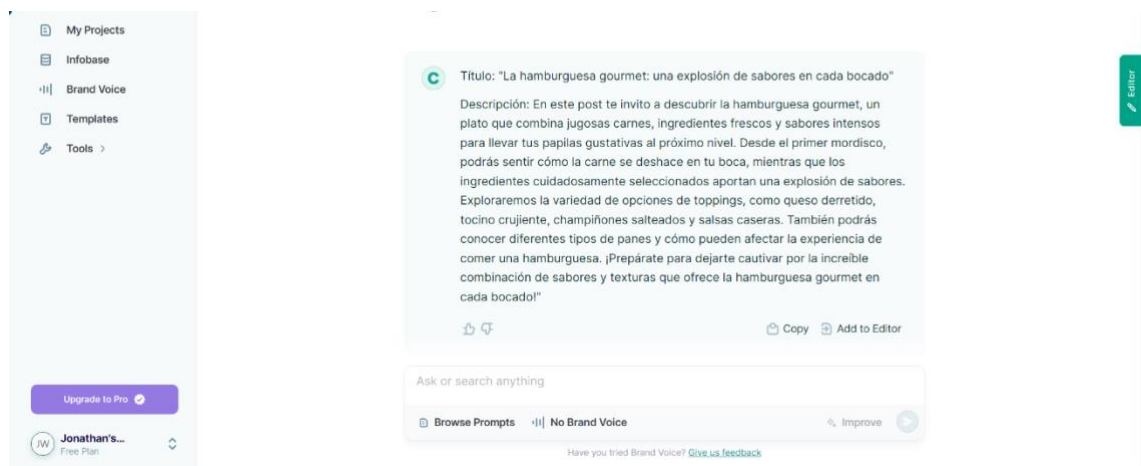 My Projects
Infobase
Brand Voice
Templates
Tools >
Upgrade to Pro
JW
Jonathan's...
Free Plan
C
Título: "La hamburguesa gourmet: una explosión de sabores en cada bocado"
Descripción: En este post te invito a descubrir la hamburguesa gourmet, un
plato que combina jugosas carnes, ingredientes frescos y sabores intensos
para llevar tus papilas gustativas al próximo nivel. Desde el primer mordisco,
podrás sentir cómo la carne se deshace en tu boca, mientras que los
ingredientes cuidadosamente seleccionados aportan una explosión de sabores.
Exploraremos la variedad de opciones de toppings, como queso derretido,
tocino crujiente, champiñones salteados y salsas caseras. También podrás
conocer diferentes tipos de panes y cómo pueden afectar la experiencia de
comer una hamburguesa. ¡Prepárate para dejarte cautivar por la increíble
combinación de sabores y texturas que ofrece la hamburguesa gourmet en
cada bocado!"
Copy
Add to Editor
Ask or search anything
Browse Prompts
No Brand Voice
Improve
Have you tried Brand Voice? Give us feedback
Editor